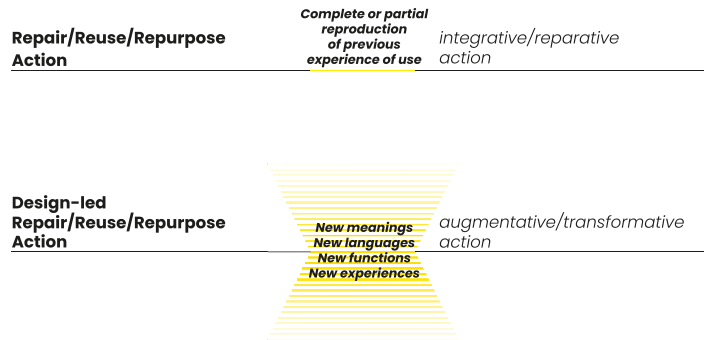 Repair/Reuse/Repurpose
Action
Complete or partial
reproduction
of previous
experience of use
integrative/reparative
action
Design-led
Repair/Reuse/Repurpose
Action
New meanings
New languages
New functions
New experiences
augmentative/transformative
action